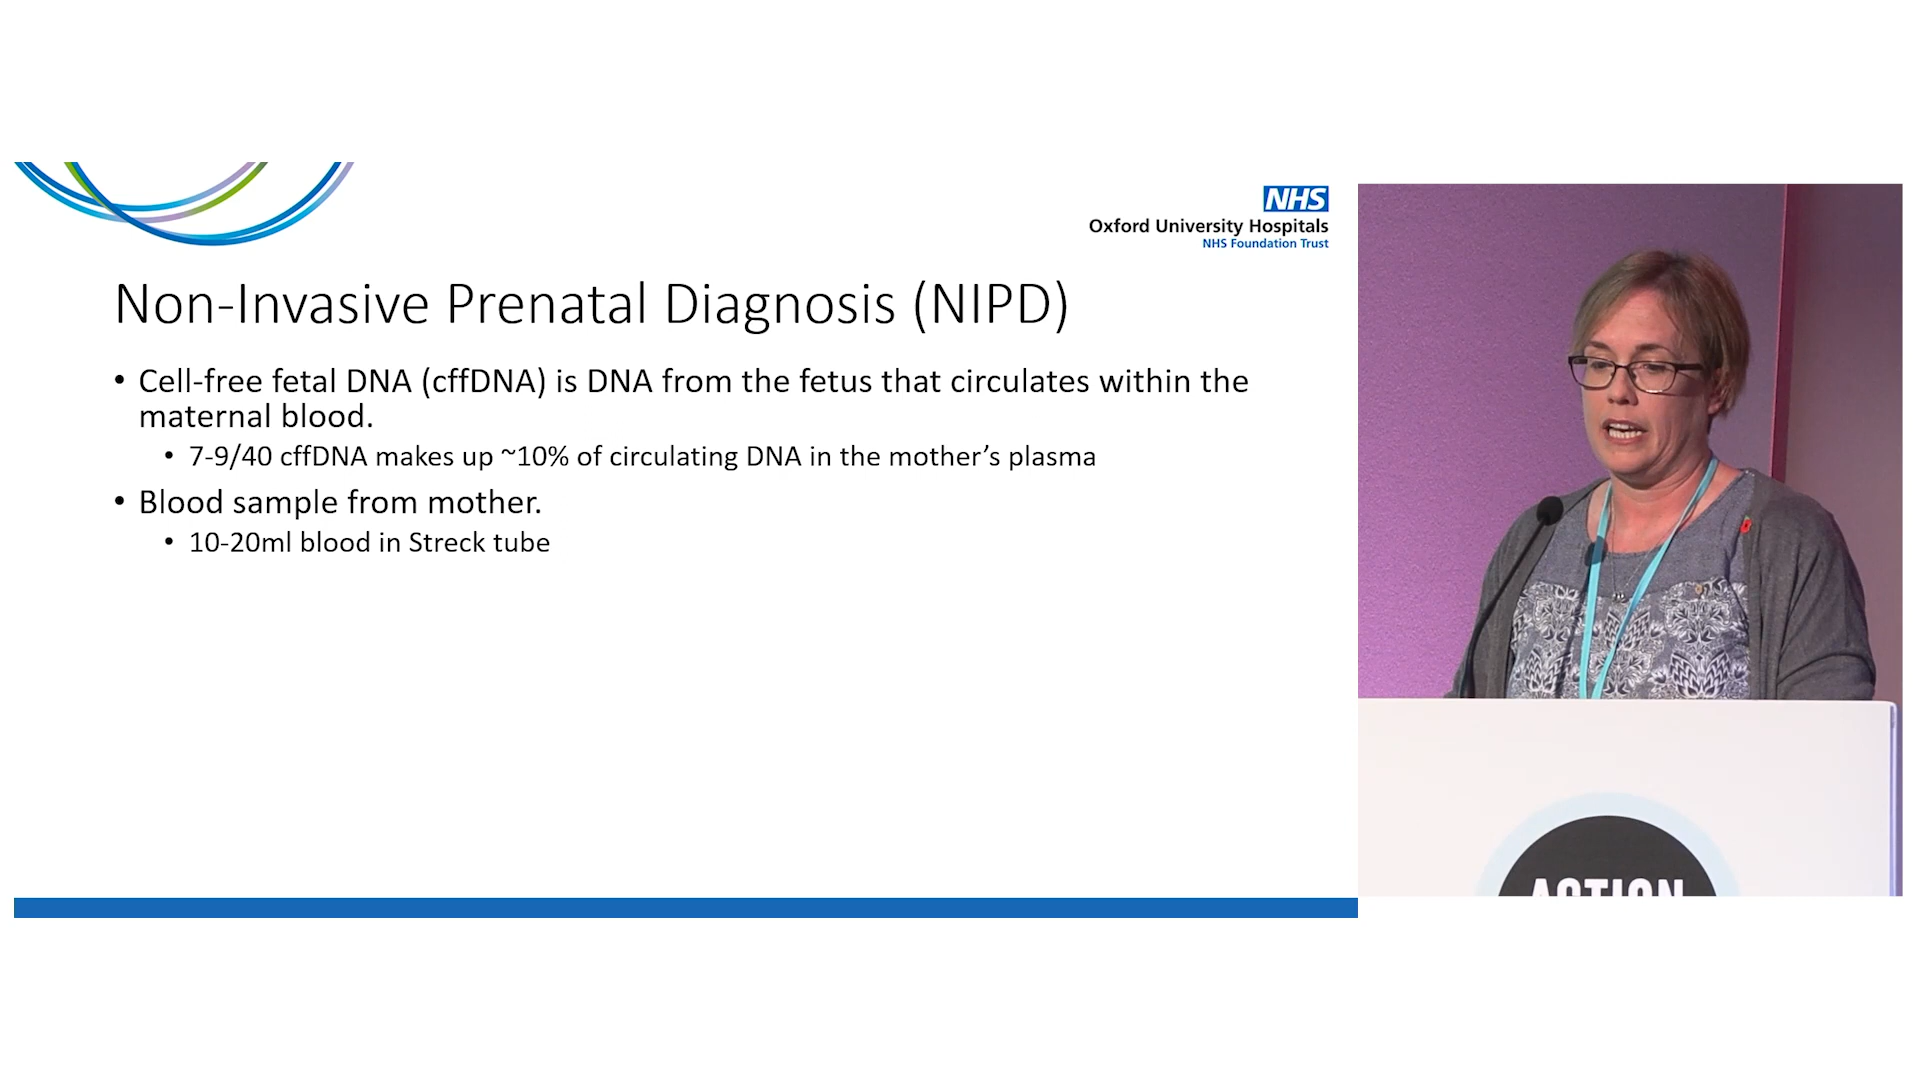 NHS
Oxford University Hospitals
NHS Foundation Trust
Non-Invasive Prenatal Diagnosis (NIPD)
• Cell-free fetal DNA (cffDNA) is DNA from the fetus that circulates within the
maternal blood.
• 7-9/40 cffDNA makes up ~10% of circulating DNA in the mother’s plasma
• Blood sample from mother.
• 10-20ml blood in Streck tube
ACTION